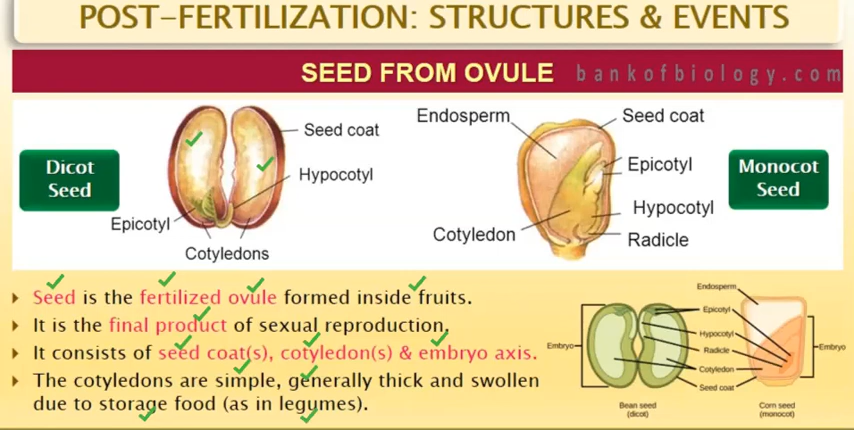 POST-FERTILIZATION: STRUCTURES & EVENTS
SEED FROM OVULE
bankofbiology.com
Dicot
Seed
Seed coat
Hypocotyl
Epicotyl
Cotyledons
Endosperm
Seed coat
Epicotyl
Hypocotyl
Cotyledon
Radicle
Monocot
Seed
Seed is the fertilized ovule formed inside fruits.
It is the final product of sexual reproduction.
It consists of seed coat(s), cotyledon(s) & embryo axis.
The cotyledons are simple, generally thick and swollen
due to storage food (as in legumes).
Endosperm
Epicotyl
Hypocotyl
Embryo
Radicle
Embryo
Cotyledon
Seed coat
Bean seed
(dicot)
Corn seed
(monocot)